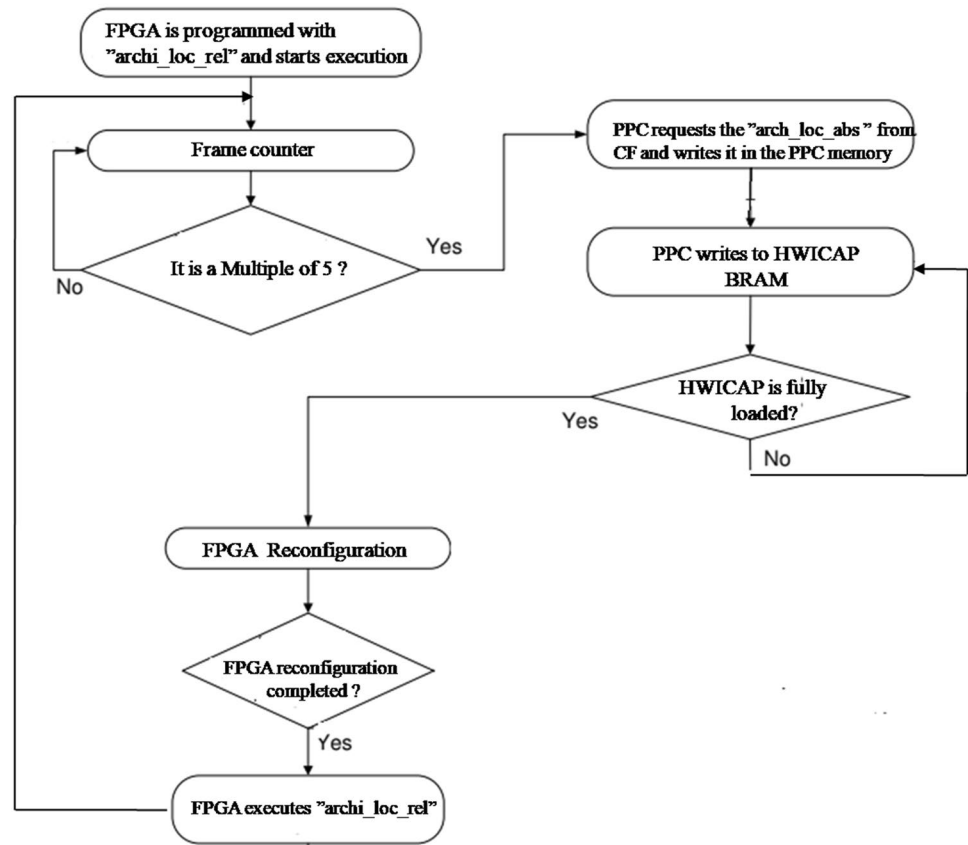 FPGA is programmed with
"archi_loc_rel" and starts execution
Frame counter
It is a Multiple of 5 ?
No
Yes
PPC requests the "arch_loc_abs " from
CF and writes it in the PPC memory
PPC writes to HWICAP
BRAM
HWICAP is fully
loaded?
Yes
No
FPGA Reconfiguration
FPGA reconfiguration
completed ?
Yes
FPGA executes "archi_loc_rel"